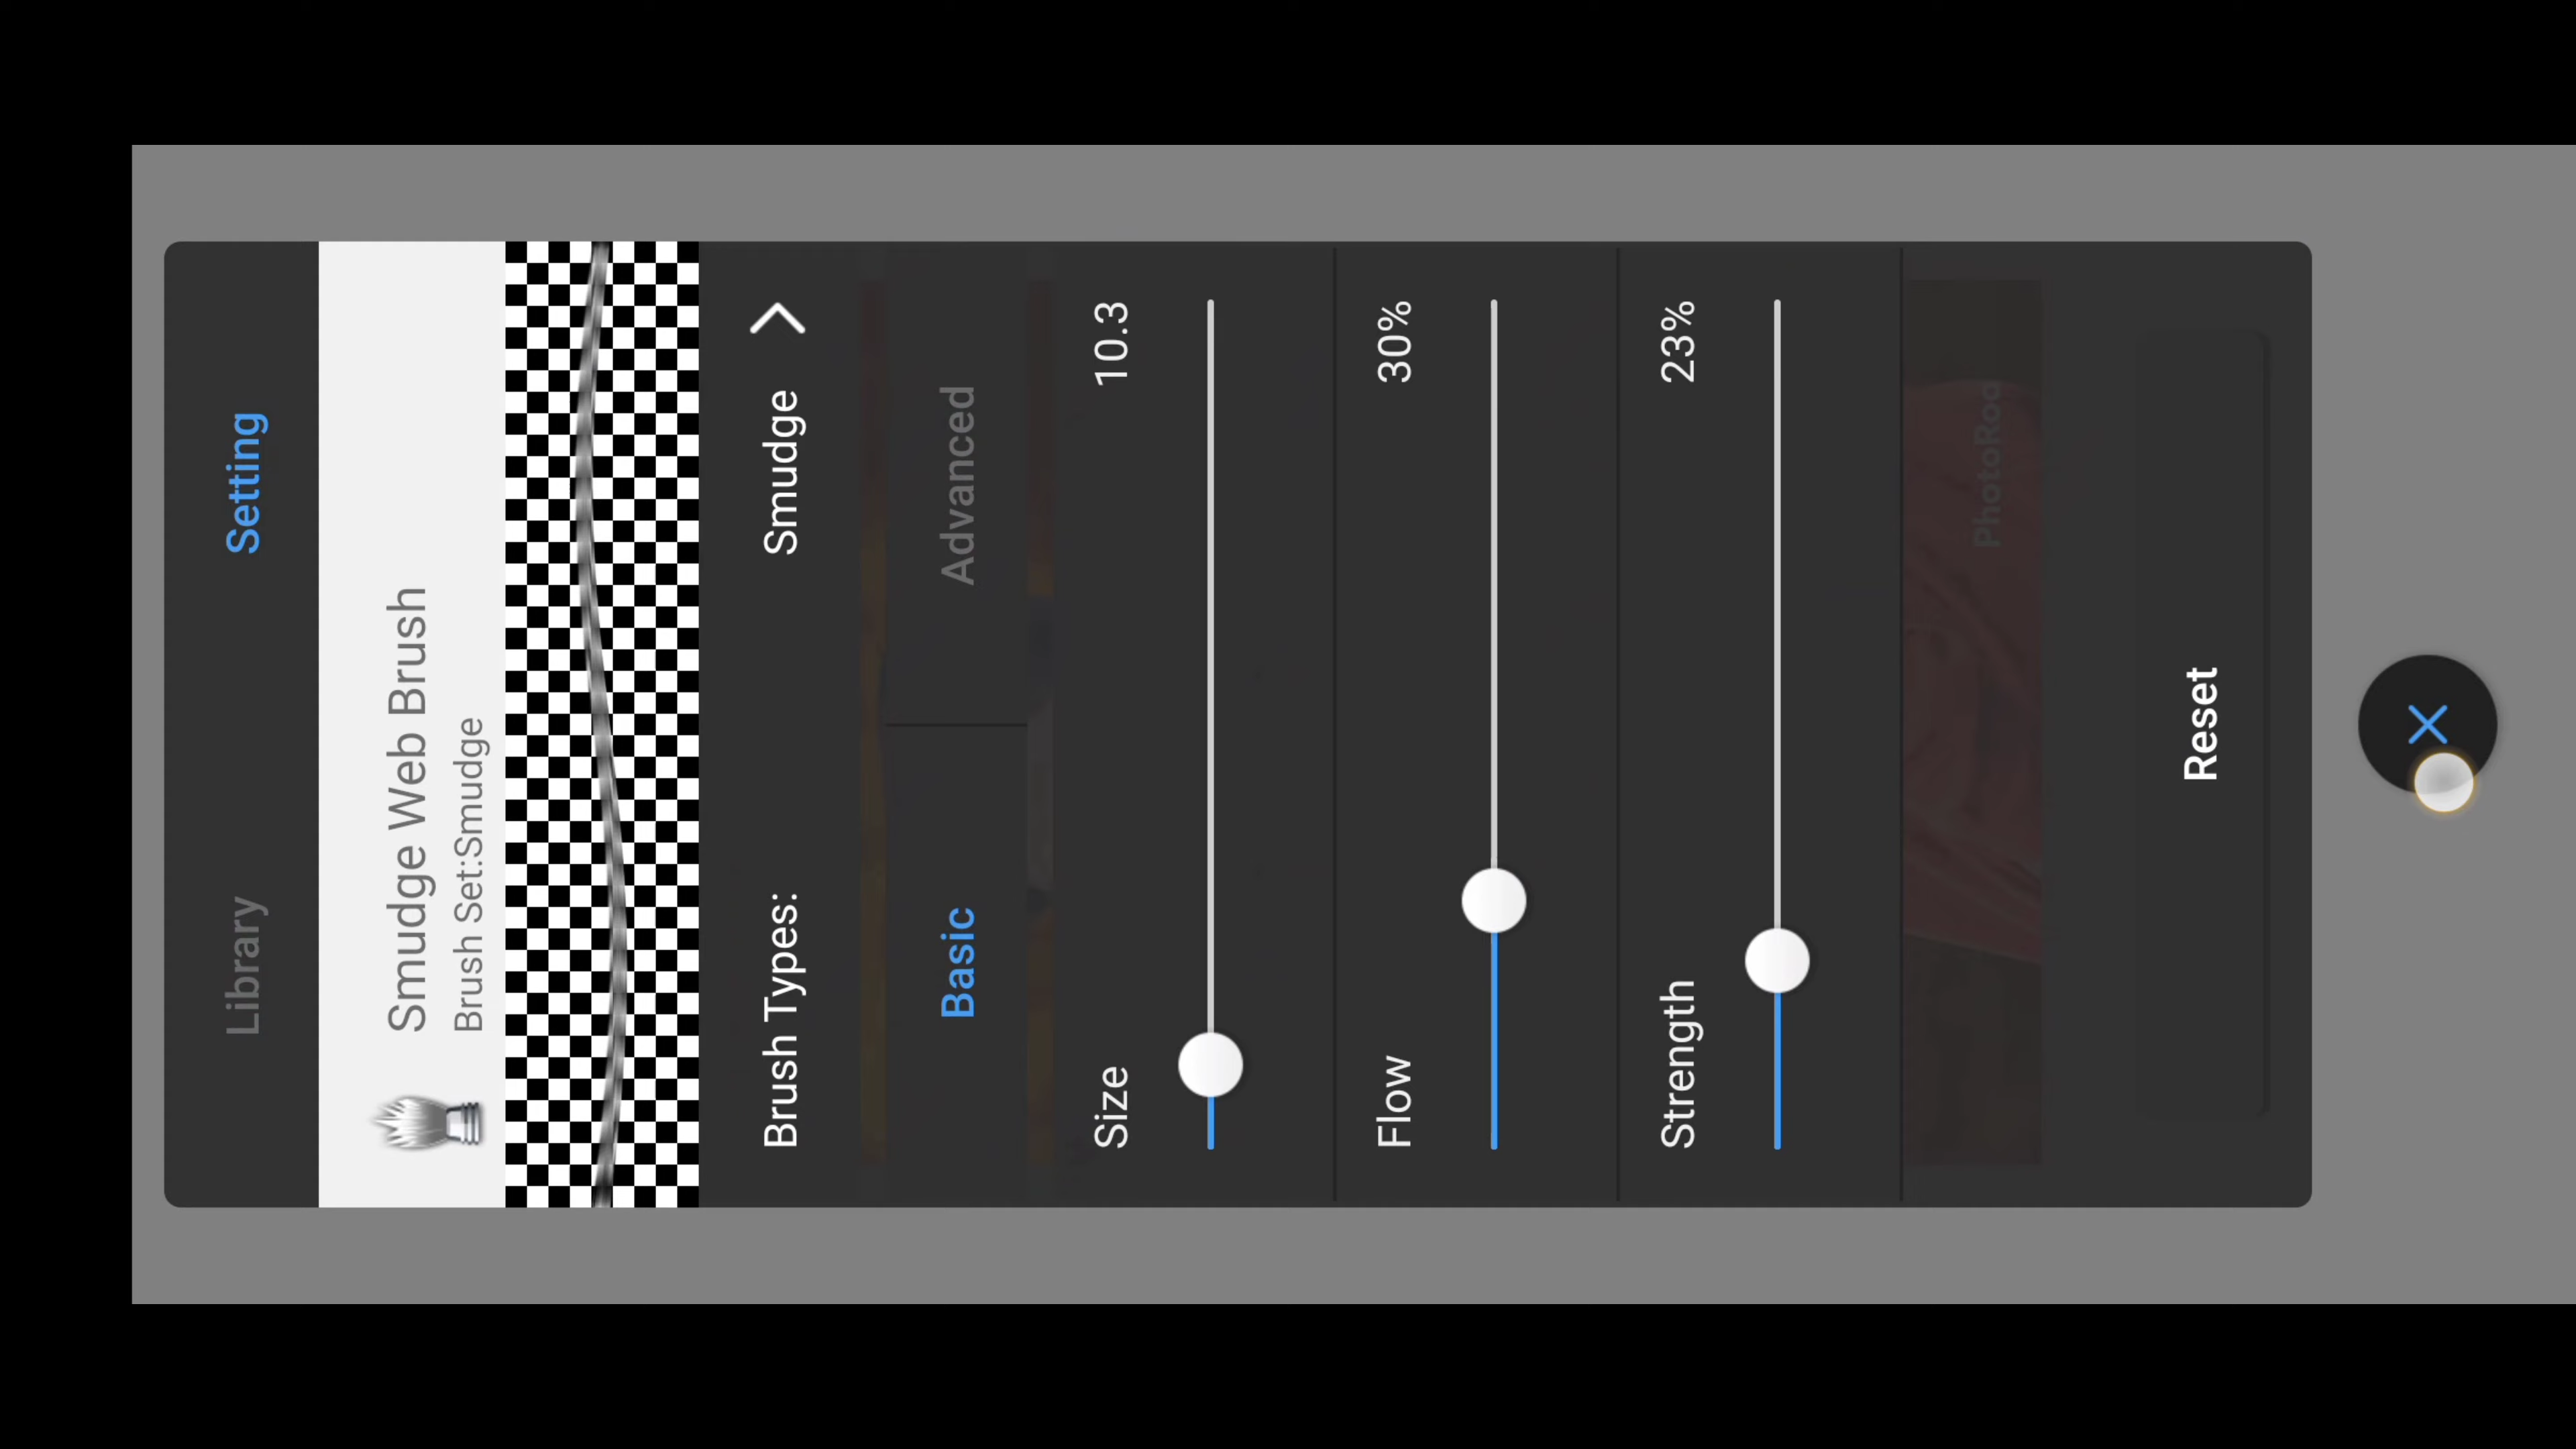 Library Setting
Smudge Web Brush
Brush Set:Smudge
Brush Types: Smudge
Basic Advanced
Size 10.3
Flow 30%
Strength 23%
PhotoRoo
Reset